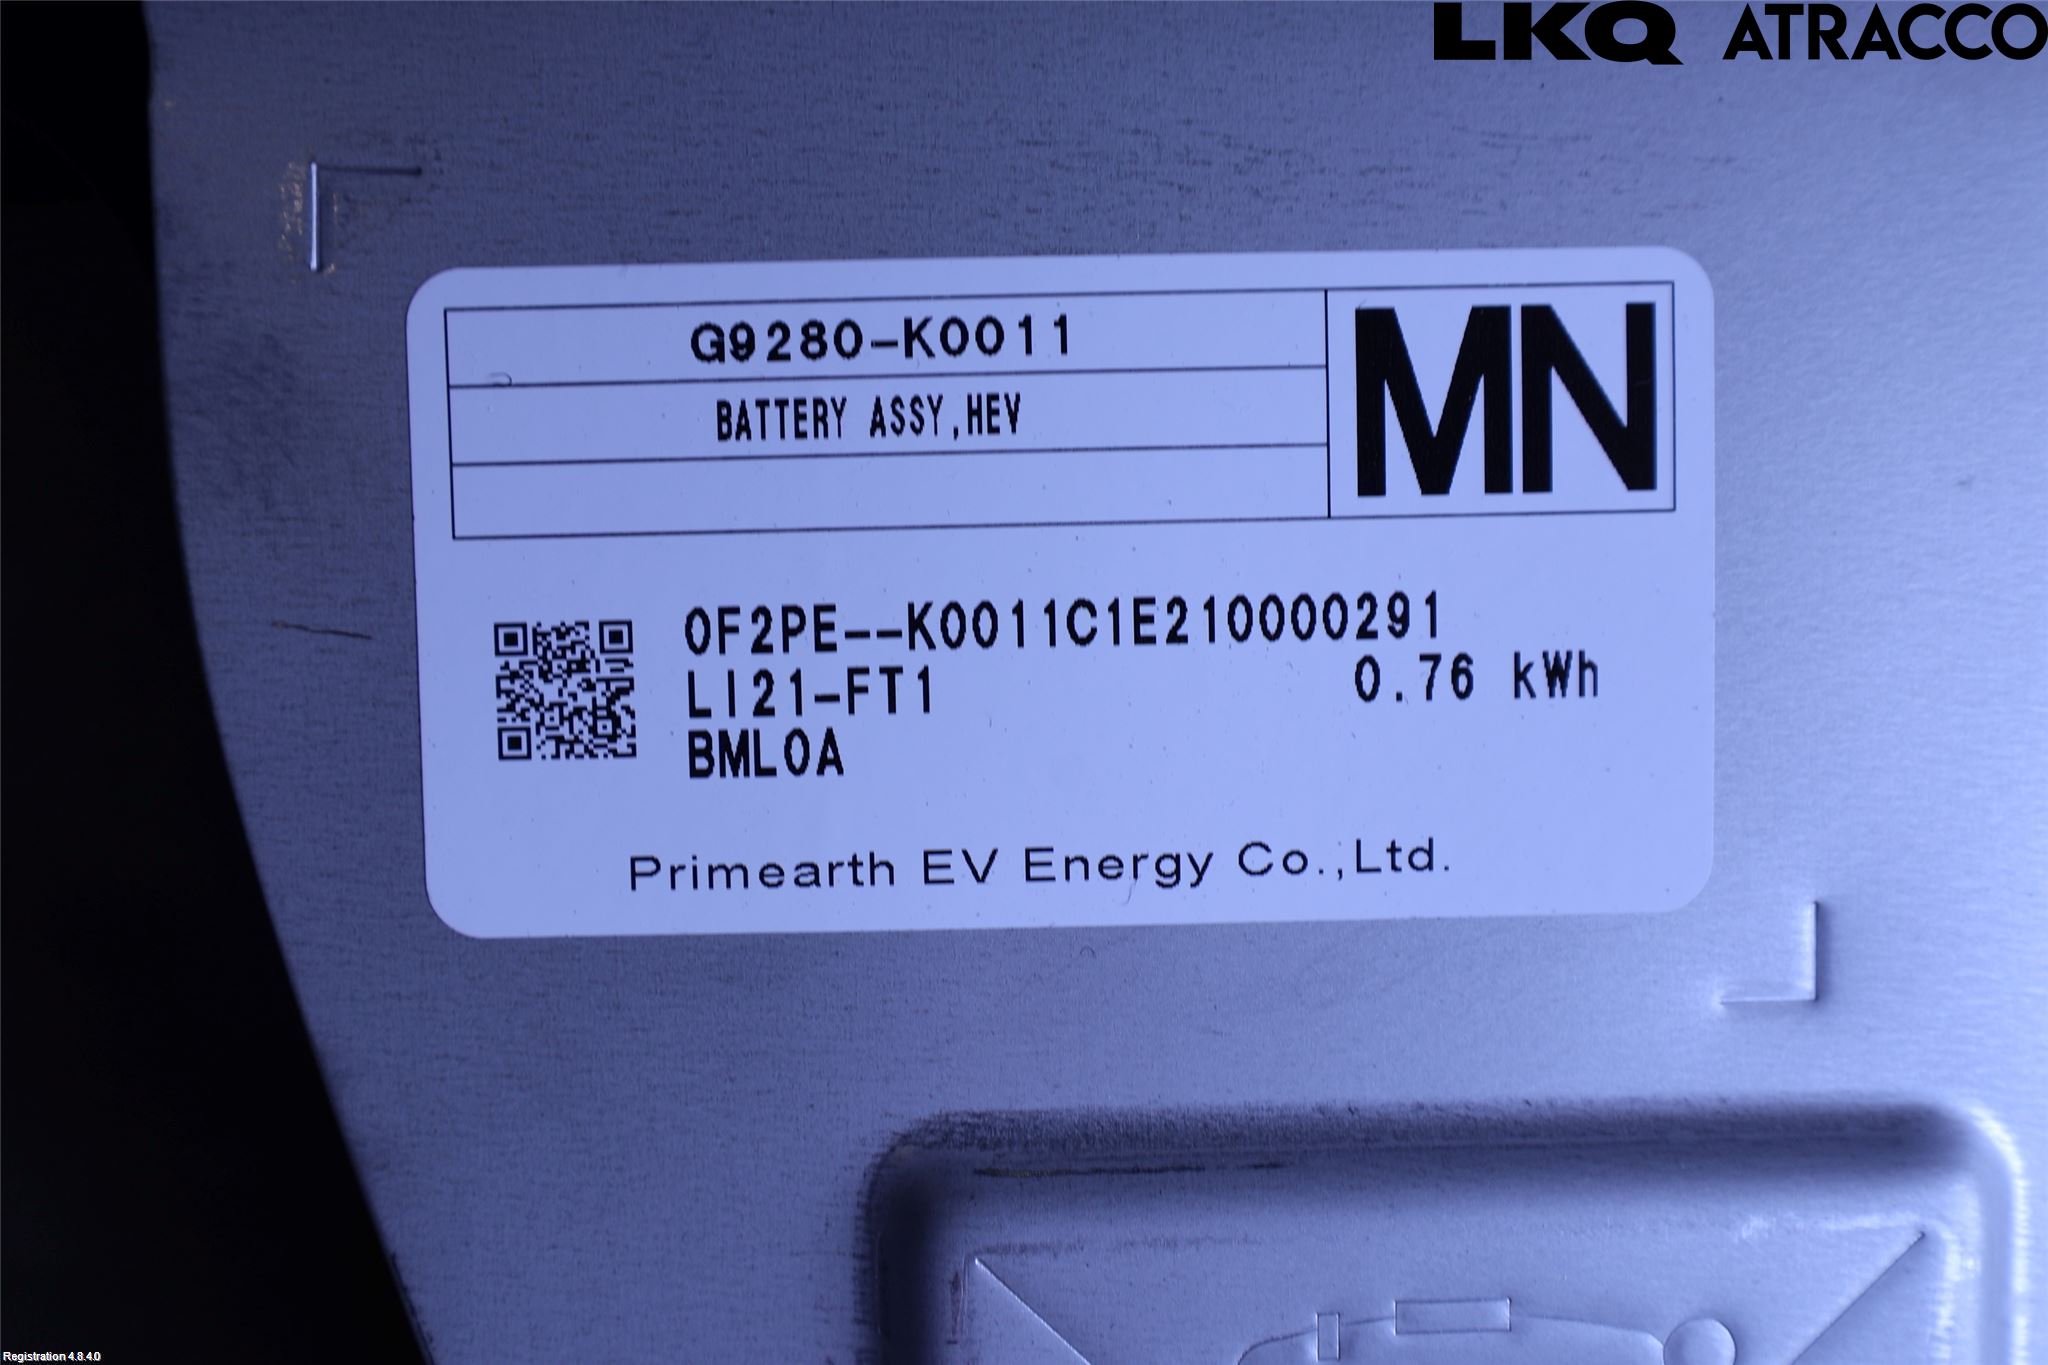 LKQ ATRACCO
G9280-K0011
MN
BATTERY ASSY,HEV
0F2PE--K0011C1E210000291
LI21-FT1 0.76 kWh
BML0A
Primearth EV Energy Co.,Ltd.
Registration 4.8.4.0